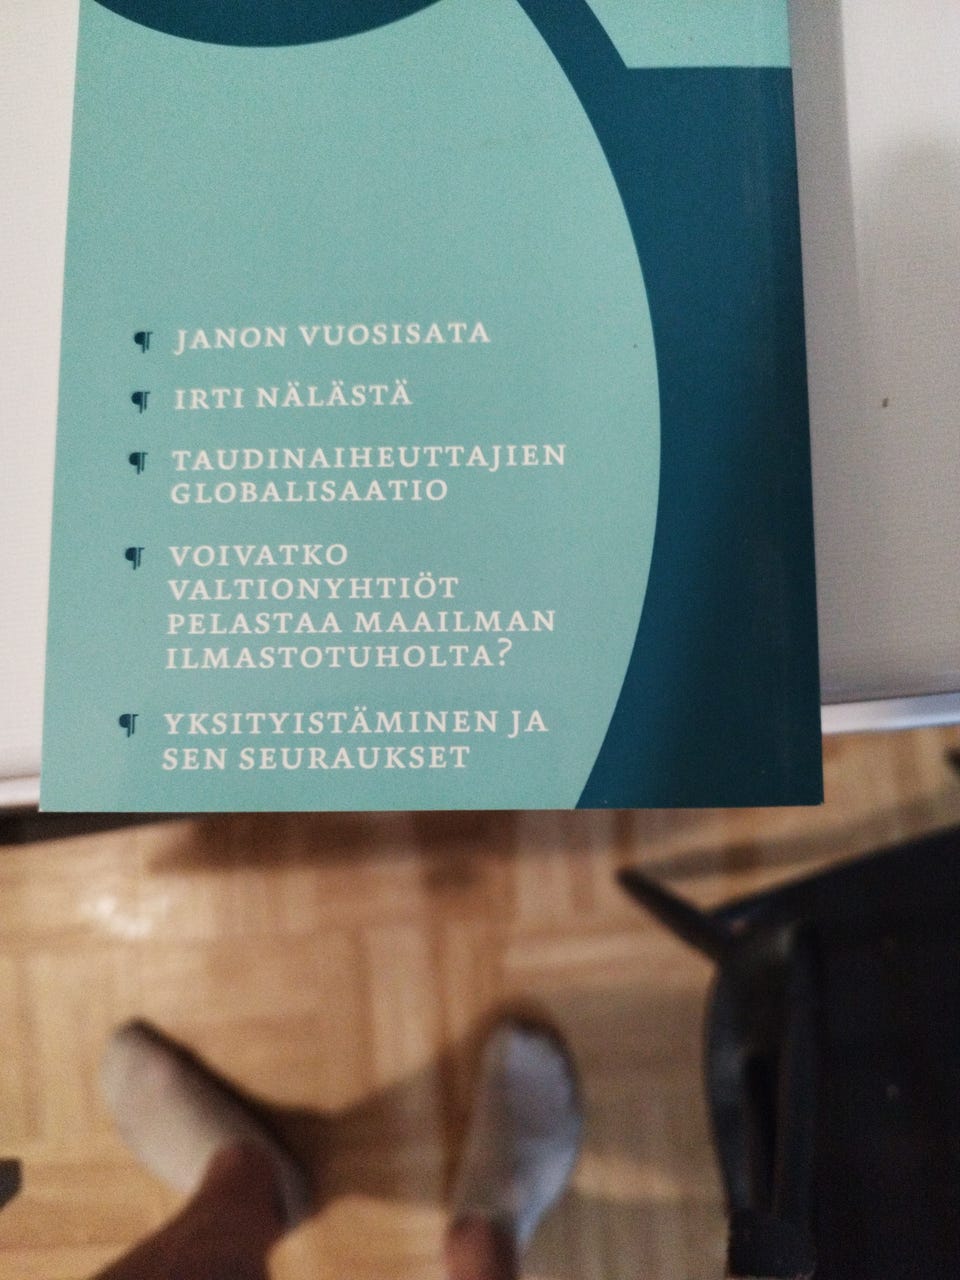 ¶ JANON VUOSISATA
¶ IRTI NÄLÄSTÄ
¶ TAUDINAIHEUTTAJIEN
GLOBALISAATIO
¶ VOIVATKO
VALTIONYHTIÖT
PELASTAA MAAILMAN
ILMASTOTUHOLTA?
¶ YKSITYISTÄMINEN JA
SEN SEURAUKSET